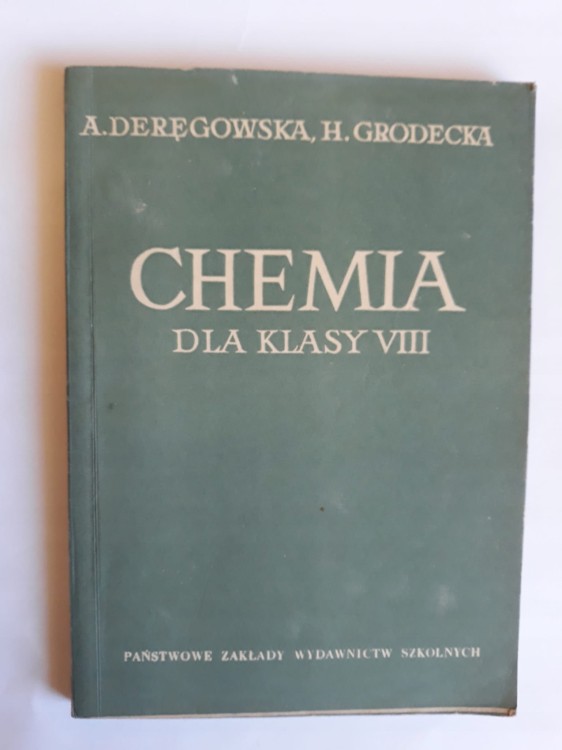 A. DERĘGOWSKA, H. GRODECKA
CHEMIA
DLA KLASY VIII
PAŃSTWOWE ZAKŁADY WYDAWNICTW SZKOLNYCH